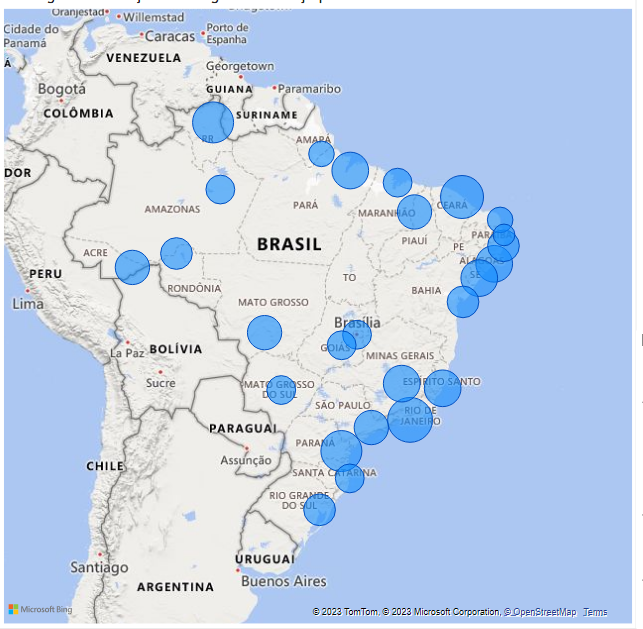 Oranjestad
Willemstad
Cidade do
Panamá
Caracas
Porto de
Espanha
VENEZUELA
Georgetown
Bogotá
GUIANA
Paramaribo
COLÔMBIA
SURINAME
RR
AMAPÁ
DOR
AMAZONAS
PARÁ
MARANHÃO
CEARÁ
PIAUÍ
PE
BRASIL
ACRE
SE
PERU
RONDÔNIA
TO
BAHIA
Lima
MATO GROSSO
Brasília
La Paz
BOLÍVIA
GOIÁS
MINAS GERAIS
Sucre
MATO GROSSO
DO SUL
ESPÍRITO SANTO
SÃO PAULO
RIO DE
JANEIRO
PARAGUAI
PARANÁ
CHILE
Assunção
SANTA CATARINA
RIO GRANDE
DO SUL
URUGUAI
Santiago
Buenos Aires
ARGENTINA
Microsoft Bing
© 2023 TomTom, © 2023 Microsoft Corporation, © OpenStreetMap Terms